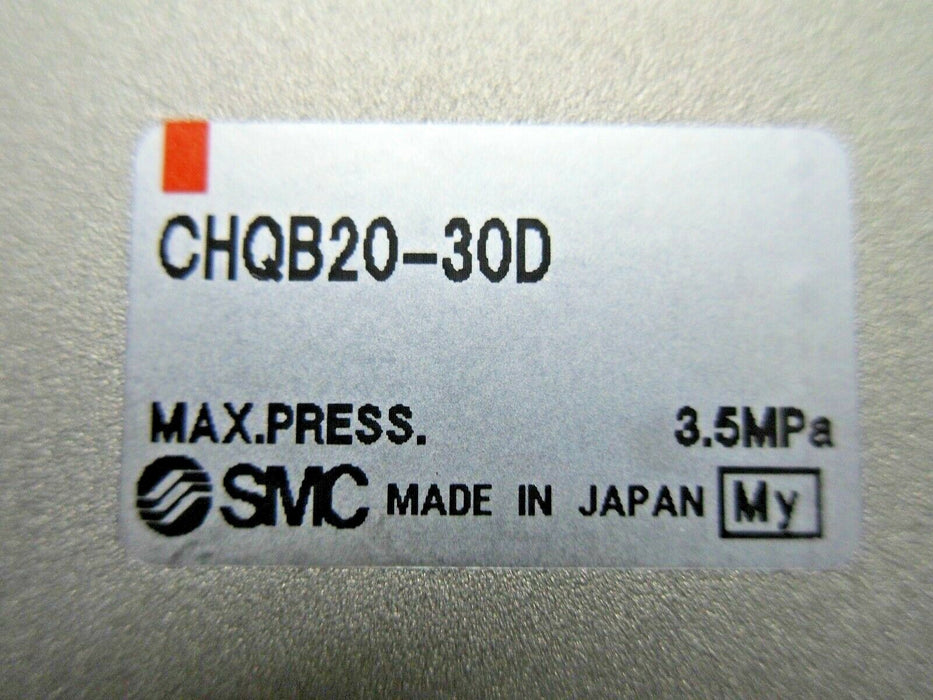 CHQB20-30D
MAX.PRESS. 3.5MPa
SMC MADE IN JAPAN My